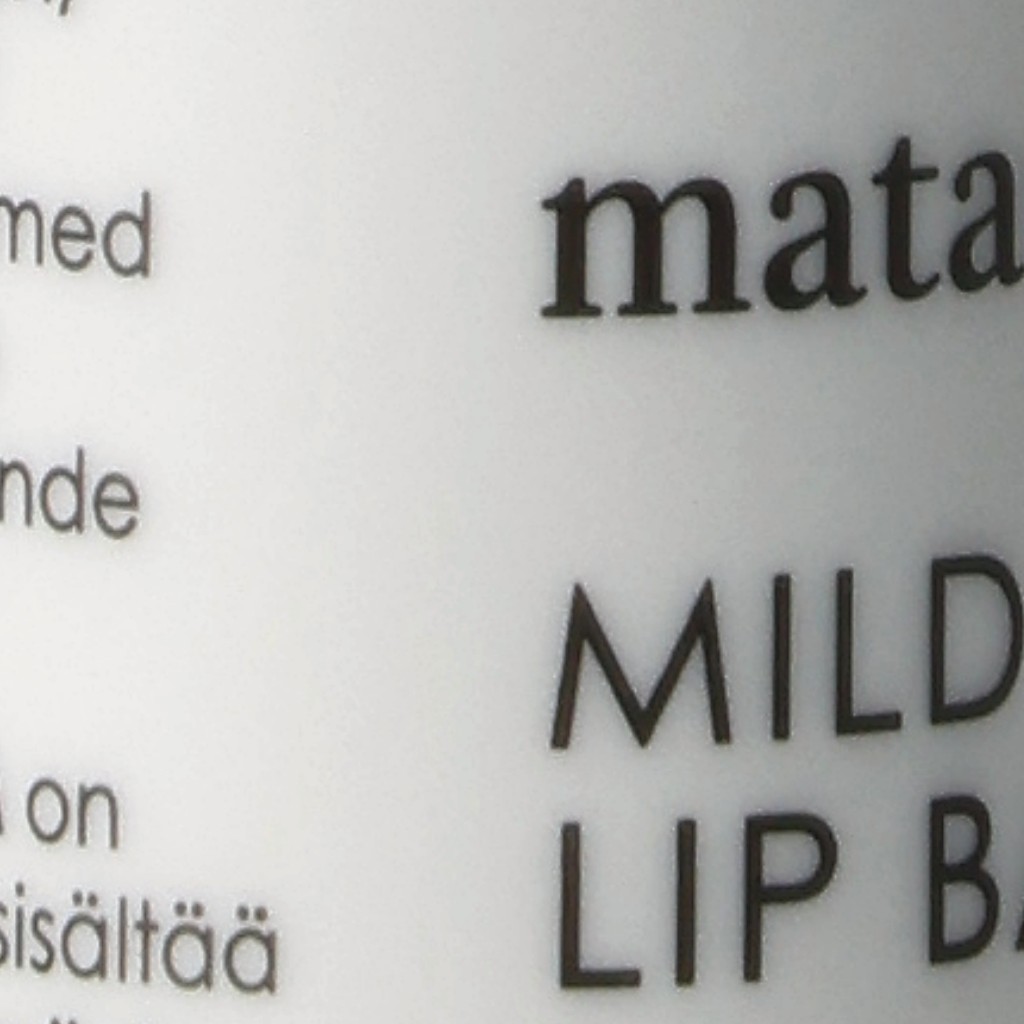 med
nde
on
sisältää
mata
MILD
LIP